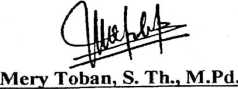 Mery Toban, S. Th., M.Pd.